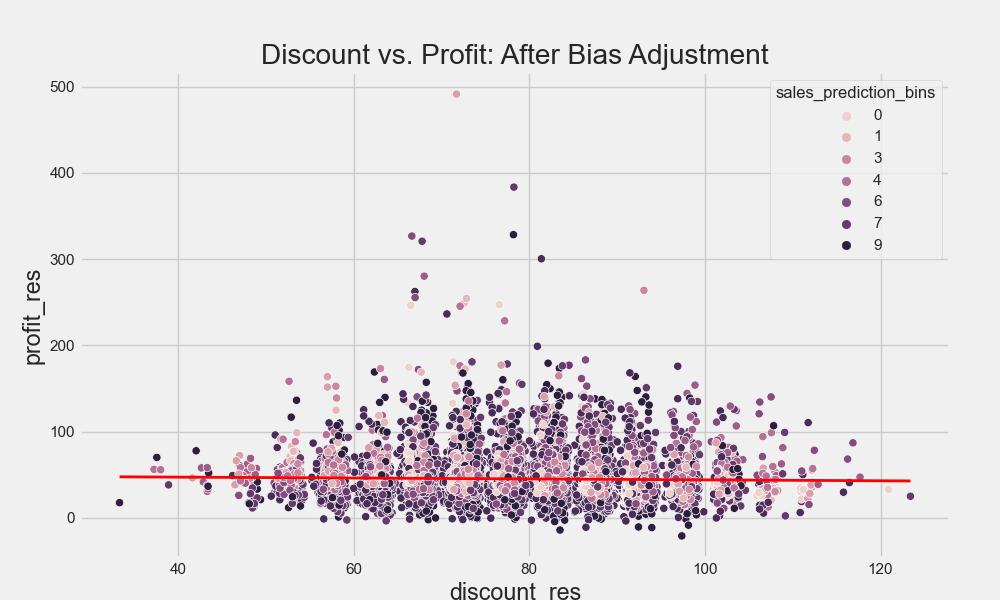 Discount vs. Profit: After Bias Adjustment
sales_prediction_bins
0
1
3
4
6
7
9
500
400
300
200
100
0
profit_res
40 60 80 100 120
discount_res